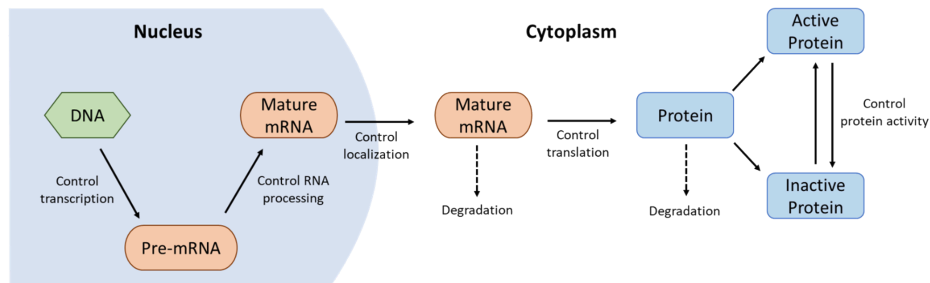 Nucleus
Cytoplasm
DNA
Control
transcription
Pre-mRNA
Control RNA
processing
Mature
mRNA
Control
localization
Mature
mRNA
Degradation
Control
translation
Protein
Degradation
Active
Protein
Control
protein activity
Inactive
Protein